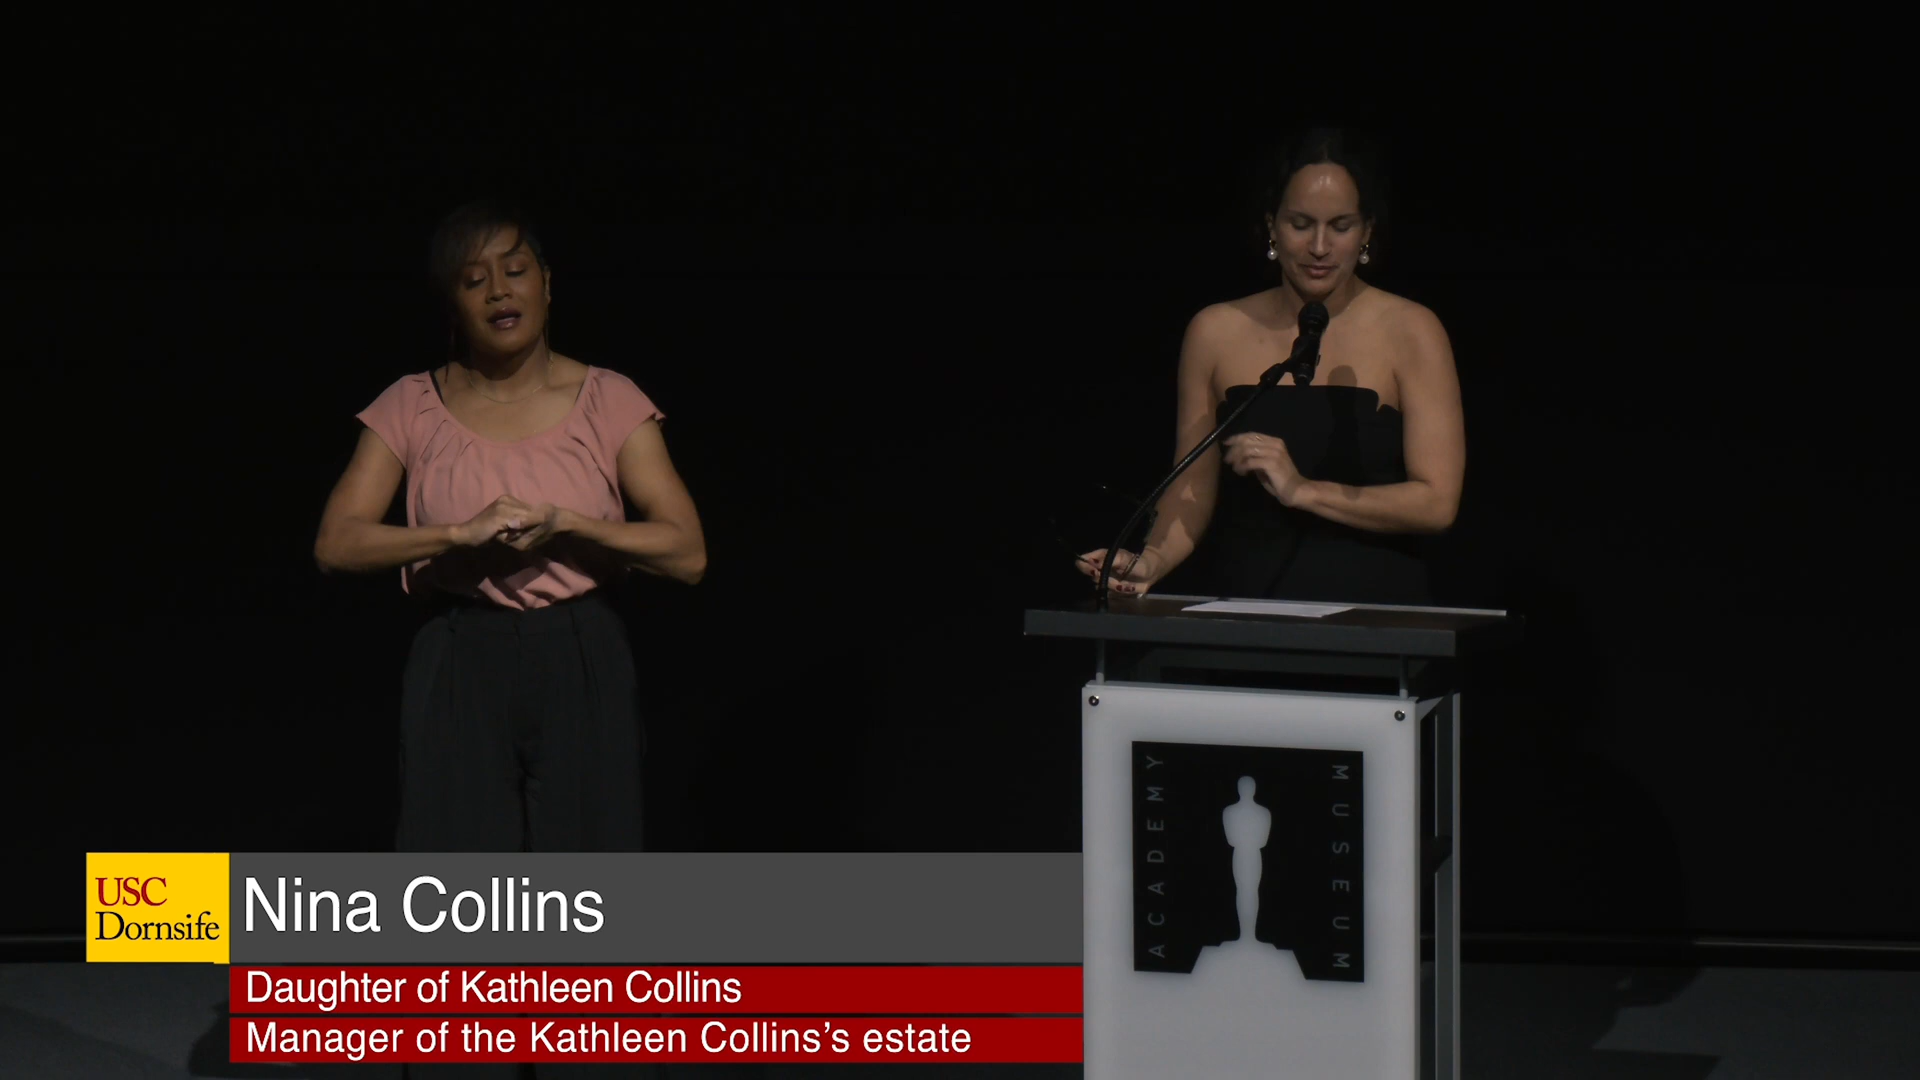 USC
Dornsife
Nina Collins
Daughter of Kathleen Collins
Manager of the Kathleen Collins's estate
ACADEMY
MUSEUM